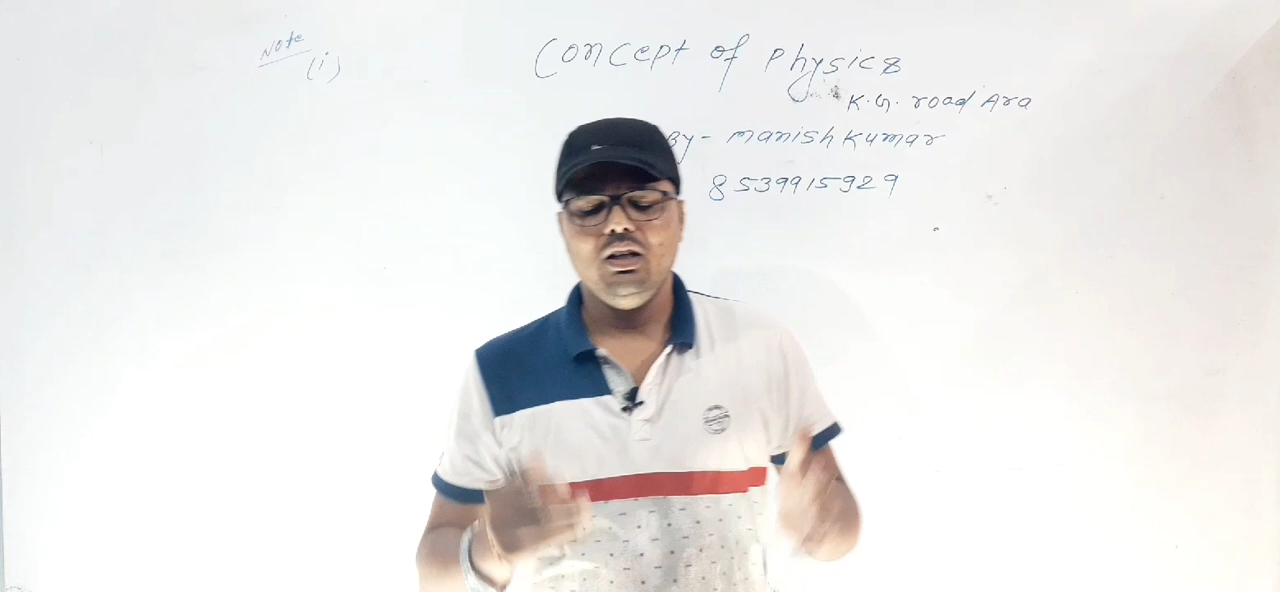 Note
(i)
Concept of Physics
K.G. road Ara
By - manish kumar
8539915929